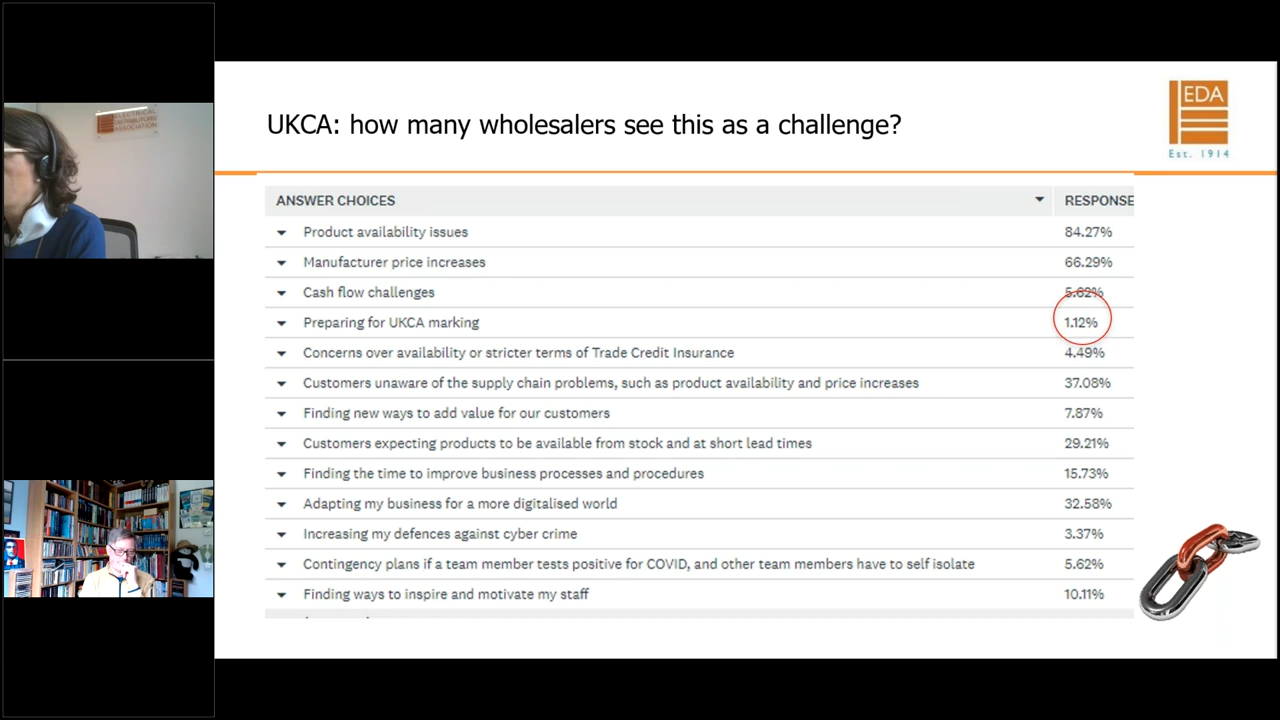 ELECTRICAL
DISTRIBUTORS
ASSOCIATION
UKCA: how many wholesalers see this as a challenge?
EDA
Est. 1914
ANSWER CHOICES RESPONSE
Product availability issues 84.27%
Manufacturer price increases 66.29%
Cash flow challenges 5.62%
Preparing for UKCA marking 1.12%
Concerns over availability or stricter terms of Trade Credit Insurance 4.49%
Customers unaware of the supply chain problems, such as product availability and price increases 37.08%
Finding new ways to add value for our customers 7.87%
Customers expecting products to be available from stock and at short lead times 29.21%
Finding the time to improve business processes and procedures 15.73%
Adapting my business for a more digitalised world 32.58%
Increasing my defences against cyber crime 3.37%
Contingency plans if a team member tests positive for COVID, and other team members have to self isolate 5.62%
Finding ways to inspire and motivate my staff 10.11%